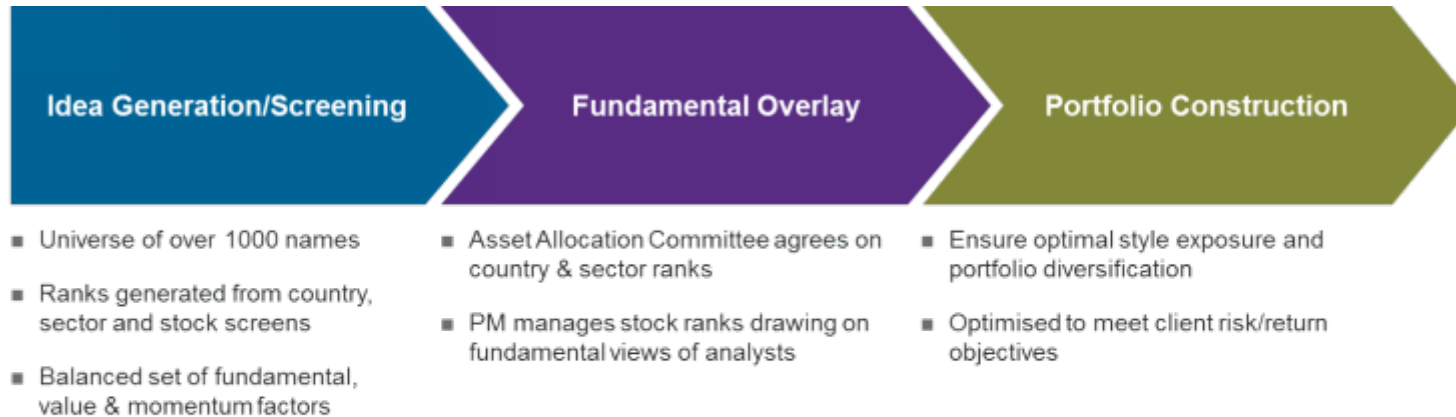 Idea Generation/Screening
Fundamental Overlay
Portfolio Construction
■ Universe of over 1000 names
■ Ranks generated from country,
sector and stock screens
■ Balanced set of fundamental,
value & momentum factors
■ Asset Allocation Committee agrees on
country & sector ranks
■ PM manages stock ranks drawing on
fundamental views of analysts
■ Ensure optimal style exposure and
portfolio diversification
■ Optimised to meet client risk/return
objectives